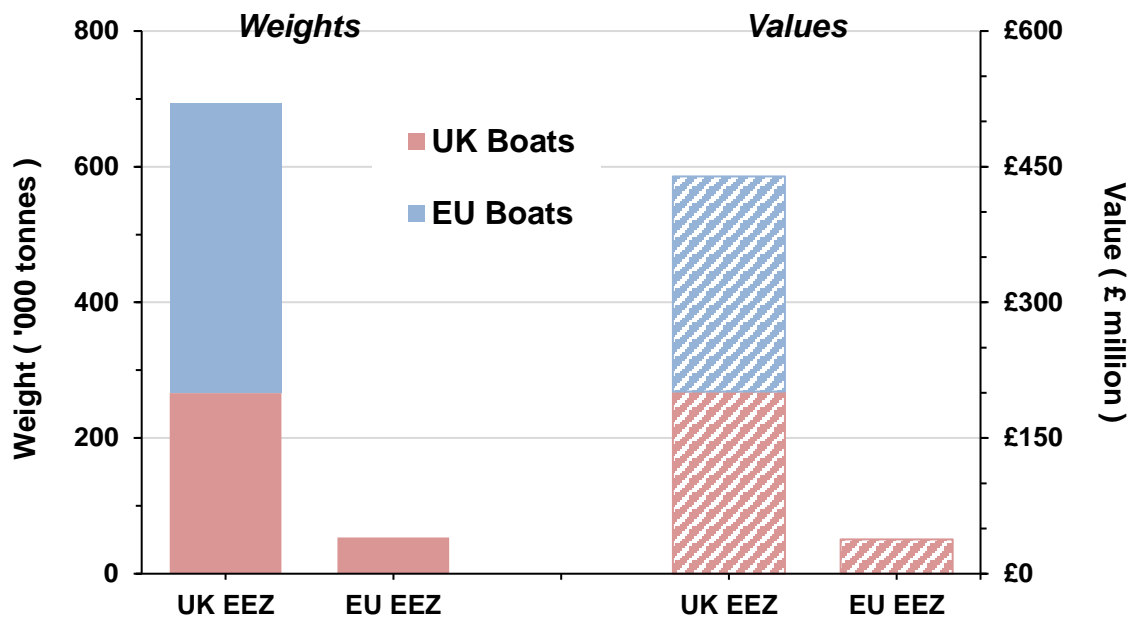 Weights
Values
800
600
400
200
0
Weight ( '000 tonnes )
UK Boats
EU Boats
£600
£450
£300
£150
£0
Value ( £ million )
UK EEZ
EU EEZ
UK EEZ
EU EEZ